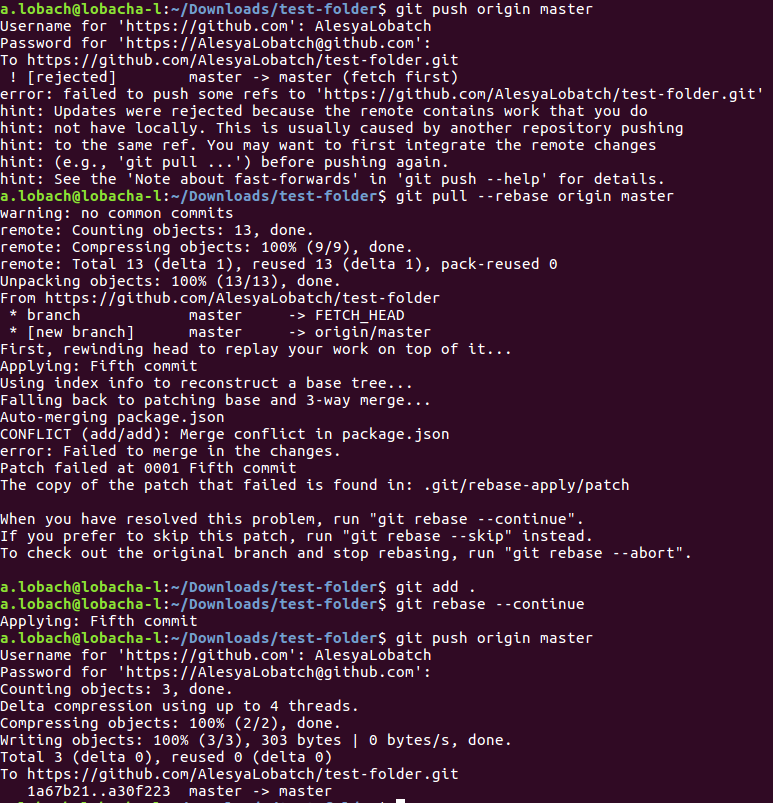 a.lobach@lobacha-l:~/Downloads/test-folder$ git push origin master
Username for 'https://github.com': AlesyaLobatch
Password for 'https://AlesyaLobatch@github.com':
To https://github.com/AlesyaLobatch/test-folder.git
 ! [rejected]        master -> master (fetch first)
error: failed to push some refs to 'https://github.com/AlesyaLobatch/test-folder.git'
hint: Updates were rejected because the remote contains work that you do
hint: not have locally. This is usually caused by another repository pushing
hint: to the same ref. You may want to first integrate the remote changes
hint: (e.g., 'git pull ...') before pushing again.
hint: See the 'Note about fast-forwards' in 'git push --help' for details.
a.lobach@lobacha-l:~/Downloads/test-folder$ git pull --rebase origin master
warning: no common commits
remote: Counting objects: 13, done.
remote: Compressing objects: 100% (9/9), done.
remote: Total 13 (delta 1), reused 13 (delta 1), pack-reused 0
Unpacking objects: 100% (13/13), done.
From https://github.com/AlesyaLobatch/test-folder
 * branch            master     -> FETCH_HEAD
 * [new branch]      master     -> origin/master
First, rewinding head to replay your work on top of it...
Applying: Fifth commit
Using index info to reconstruct a base tree...
Falling back to patching base and 3-way merge...
Auto-merging package.json
CONFLICT (add/add): Merge conflict in package.json
error: Failed to merge in the changes.
Patch failed at 0001 Fifth commit
The copy of the patch that failed is found in: .git/rebase-apply/patch

When you have resolved this problem, run "git rebase --continue".
If you prefer to skip this patch, run "git rebase --skip" instead.
To check out the original branch and stop rebasing, run "git rebase --abort".

a.lobach@lobacha-l:~/Downloads/test-folder$ git add .
a.lobach@lobacha-l:~/Downloads/test-folder$ git rebase --continue
Applying: Fifth commit
a.lobach@lobacha-l:~/Downloads/test-folder$ git push origin master
Username for 'https://github.com': AlesyaLobatch
Password for 'https://AlesyaLobatch@github.com':
Counting objects: 3, done.
Delta compression using up to 4 threads.
Compressing objects: 100% (2/2), done.
Writing objects: 100% (3/3), 303 bytes | 0 bytes/s, done.
Total 3 (delta 0), reused 0 (delta 0)
To https://github.com/AlesyaLobatch/test-folder.git
   1a67b21..a30f223  master -> master